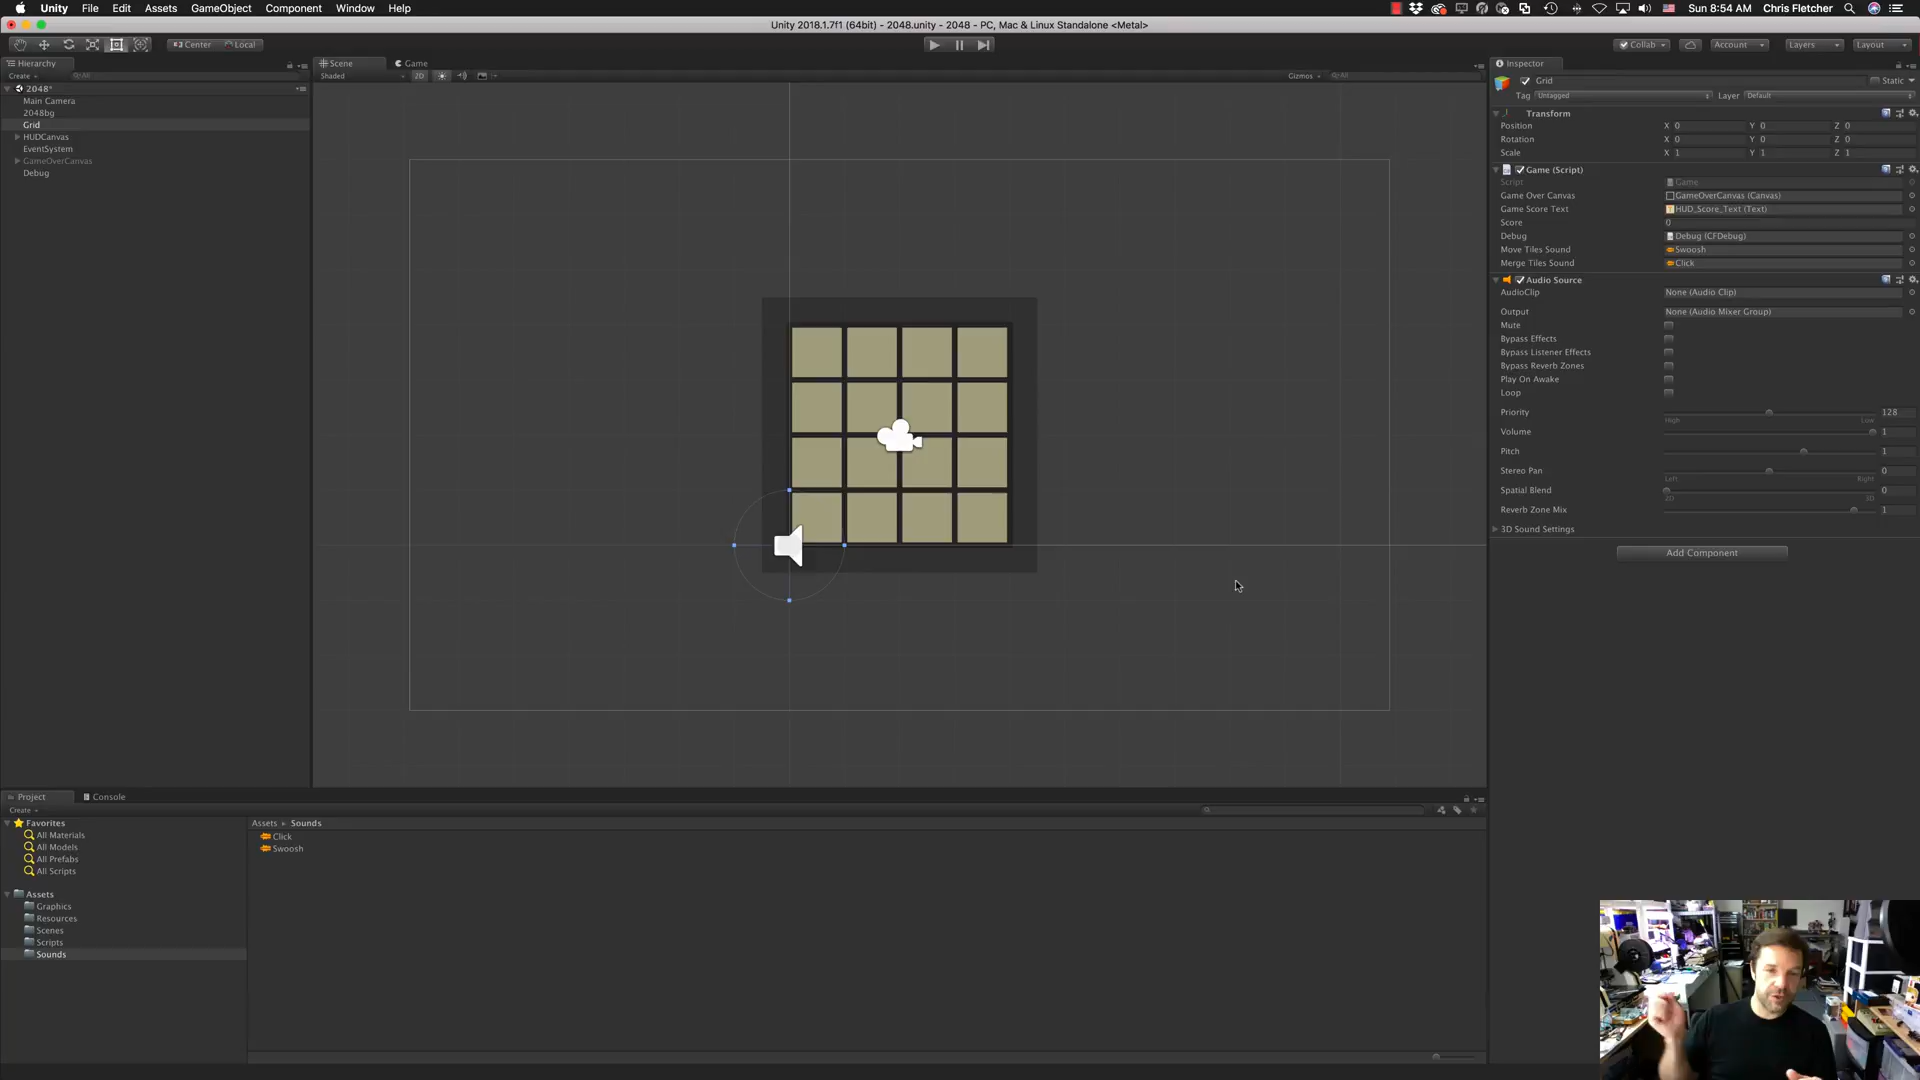 Unity File Edit Assets GameObject Component Window Help
Sun 8:54 AM Chris Fletcher
Unity 2018.1.7f1 (64bit) - 2048.unity - 2048 - PC, Mac & Linux Standalone <Metal>
Center Local
Collab Account Layers Layout
Hierarchy
Create All
2048*
Main Camera
2048bg
Grid
HUDCanvas
EventSystem
GameOverCanvas
Debug
Scene Game
Shaded 2D Gizmos All
Inspector
Grid Static
Tag Untagged Layer Default
Transform
Position X 0 Y 0 Z 0
Rotation X 0 Y 0 Z 0
Scale X 1 Y 1 Z 1
Game (Script)
Script Game
Game Over Canvas GameOverCanvas (Canvas)
Game Score Text HUD_Score_Text (Text)
Score 0
Debug Debug (CFDebug)
Move Tiles Sound Swoosh
Merge Tiles Sound Click
Audio Source
AudioClip None (Audio Clip)
Output None (Audio Mixer Group)
Mute
Bypass Effects
Bypass Listener Effects
Bypass Reverb Zones
Play On Awake
Loop
Priority 128
High Low
Volume 1
Pitch 1
Stereo Pan 0
Left Right
Spatial Blend 0
2D 3D
Reverb Zone Mix 1
3D Sound Settings
Add Component
Project Console
Create
Favorites
All Materials
All Models
All Prefabs
All Scripts
Assets
Graphics
Resources
Scenes
Scripts
Sounds
Assets Sounds
Click
Swoosh